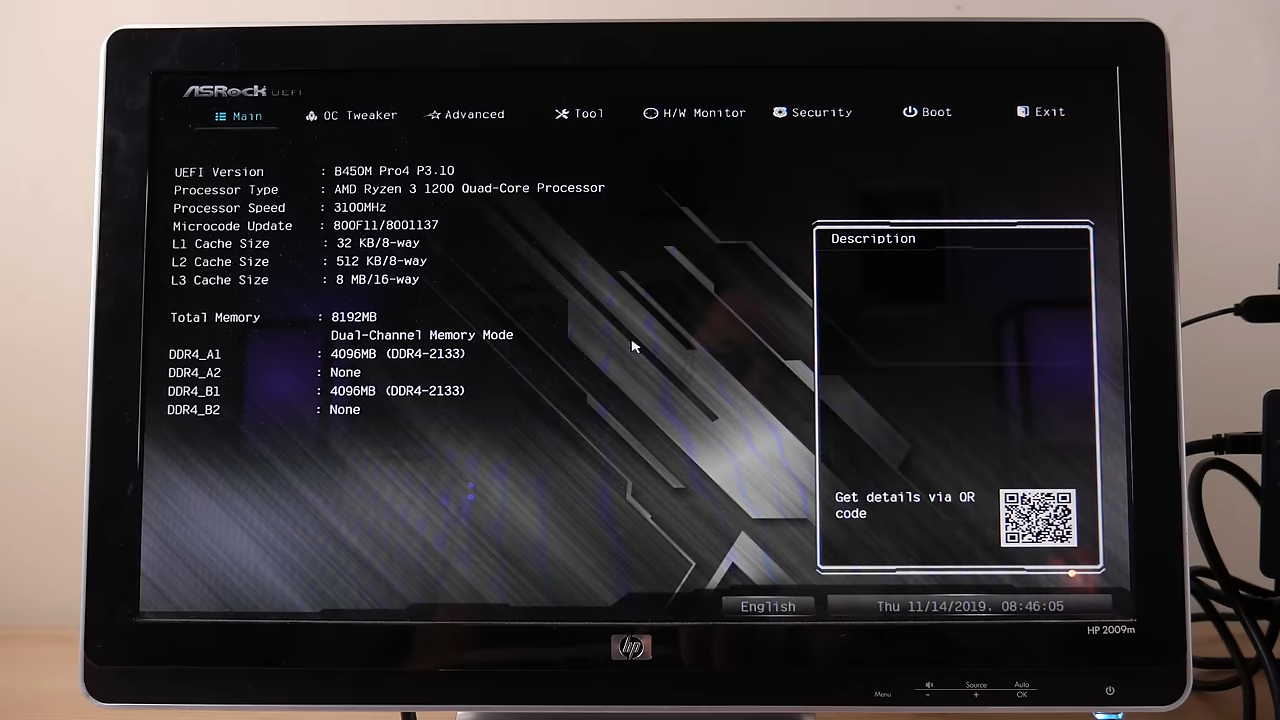 ASRock UEFI
Main OC Tweaker Advanced Tool H/W Monitor Security Boot Exit
UEFI Version : B450M Pro4 P3.10
Processor Type : AMD Ryzen 3 1200 Quad-Core Processor
Processor Speed : 3100MHz
Microcode Update : 800F11/8001137
L1 Cache Size : 32 KB/8-way
L2 Cache Size : 512 KB/8-way
L3 Cache Size : 8 MB/16-way
Total Memory : 8192MB
Dual-Channel Memory Mode
DDR4_A1 : 4096MB (DDR4-2133)
DDR4_A2 : None
DDR4_B1 : 4096MB (DDR4-2133)
DDR4_B2 : None
Description
Get details via QR
code
English Thu 11/14/2019. 08:46:05
HP 2009m
hp
Menu - Source + Auto OK